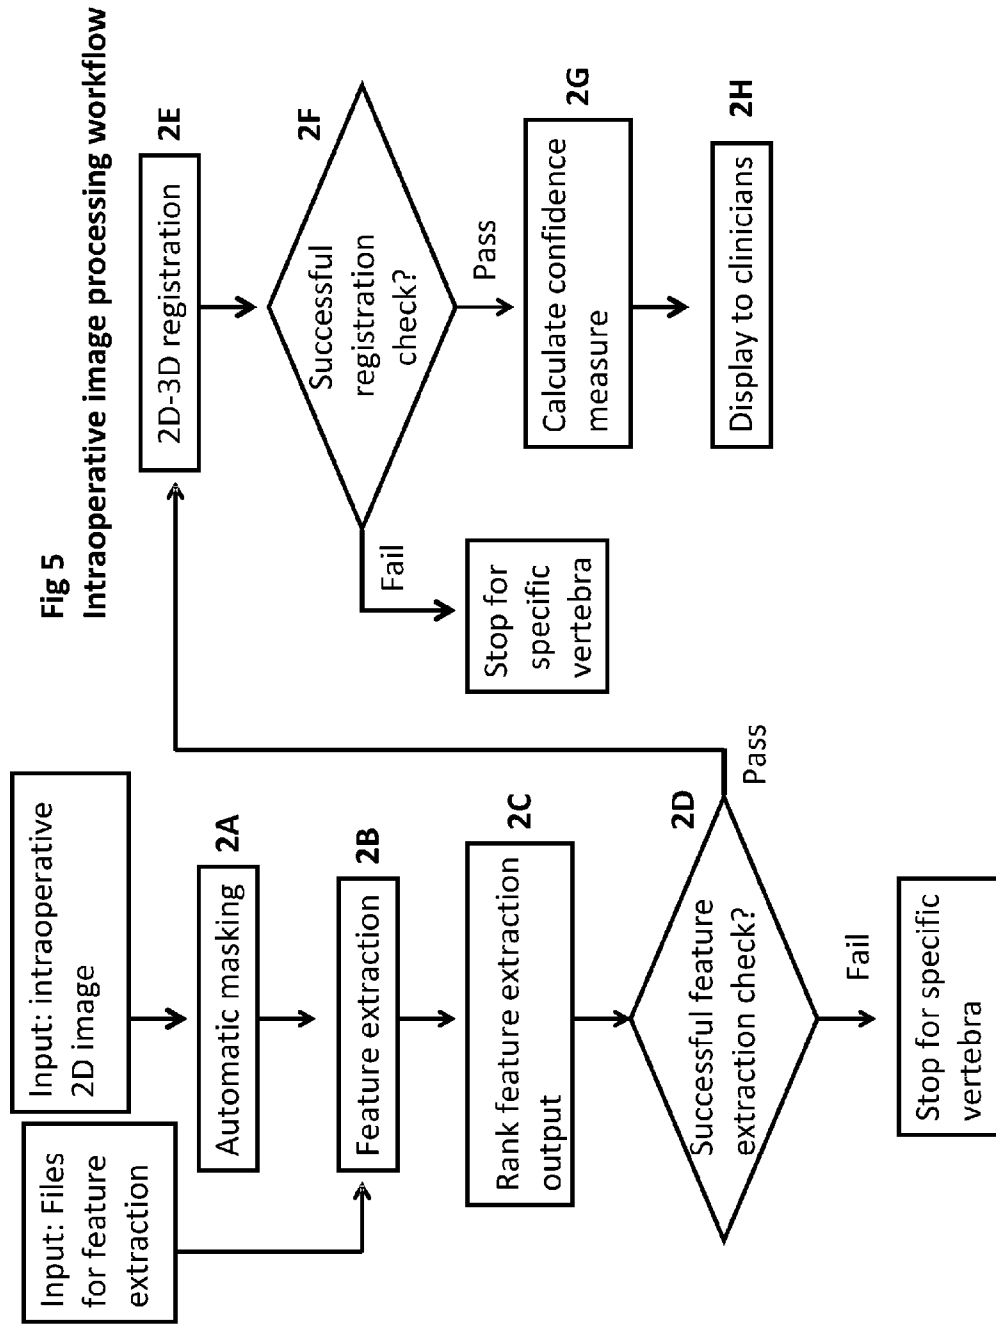 Fig 5
Intraoperative image processing workflow
Input: Files
for feature
extraction
Input: intraoperative
2D image
Automatic masking
2A
Feature extraction
2B
Rank feature extraction
output
2C
Successful feature
extraction check?
2D
Pass
Fail
Stop for specific
vertebra
2D-3D registration
2E
Successful
registration
check?
2F
Fail
Pass
Stop for
specific
vertebra
Calculate confidence
measure
2G
Display to clinicians
2H